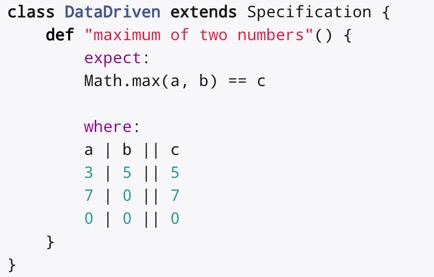 class DataDriven extends Specification {
    def "maximum of two numbers"() {
        expect:
        Math.max(a, b) == c

        where:
        a | b || c
        3 | 5 || 5
        7 | 0 || 7
        0 | 0 || 0
    }
}